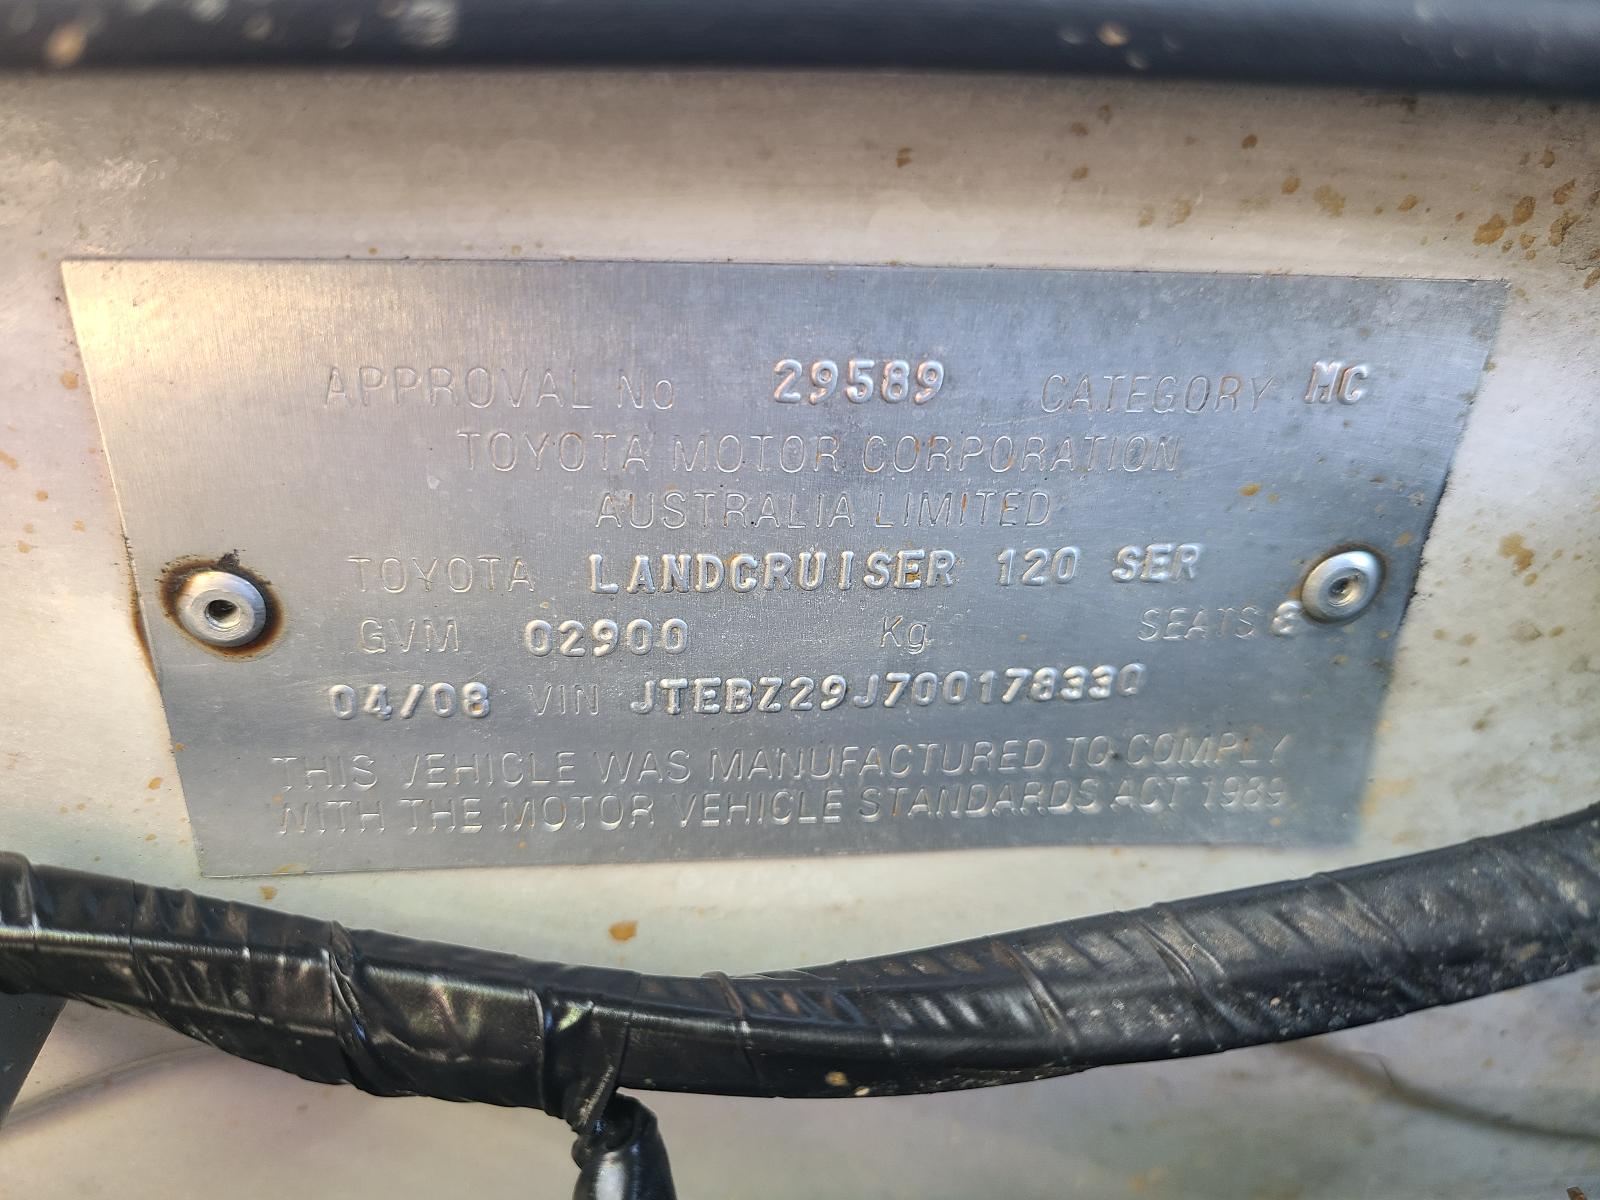 APPROVAL No 29589 CATEGORY MC
TOYOTA MOTOR CORPORATION
AUSTRALIA LIMITED
TOYOTA LANDCRUISER 120 SER
GVM 02900 Kg SEATS 8
04/08 VIN JTEBZ29J700178330
THIS VEHICLE WAS MANUFACTURED TO COMPLY
WITH THE MOTOR VEHICLE STANDARDS ACT 1989